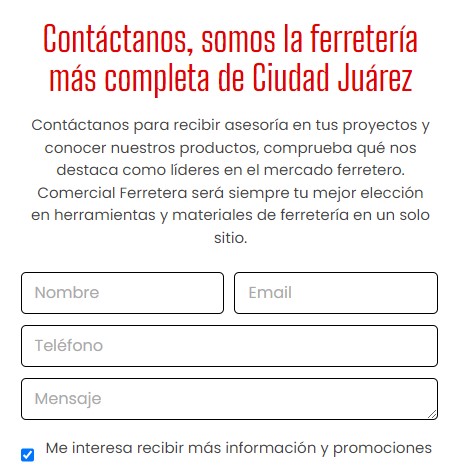 Contáctanos, somos la ferretería
más completa de Ciudad Juárez
Contáctanos para recibir asesoría en tus proyectos y
conocer nuestros productos, comprueba qué nos
destaca como líderes en el mercado ferretero.
Comercial Ferretera será siempre tu mejor elección
en herramientas y materiales de ferretería en un solo
sitio.
Nombre
Email
Teléfono
Mensaje
Me interesa recibir más información y promociones